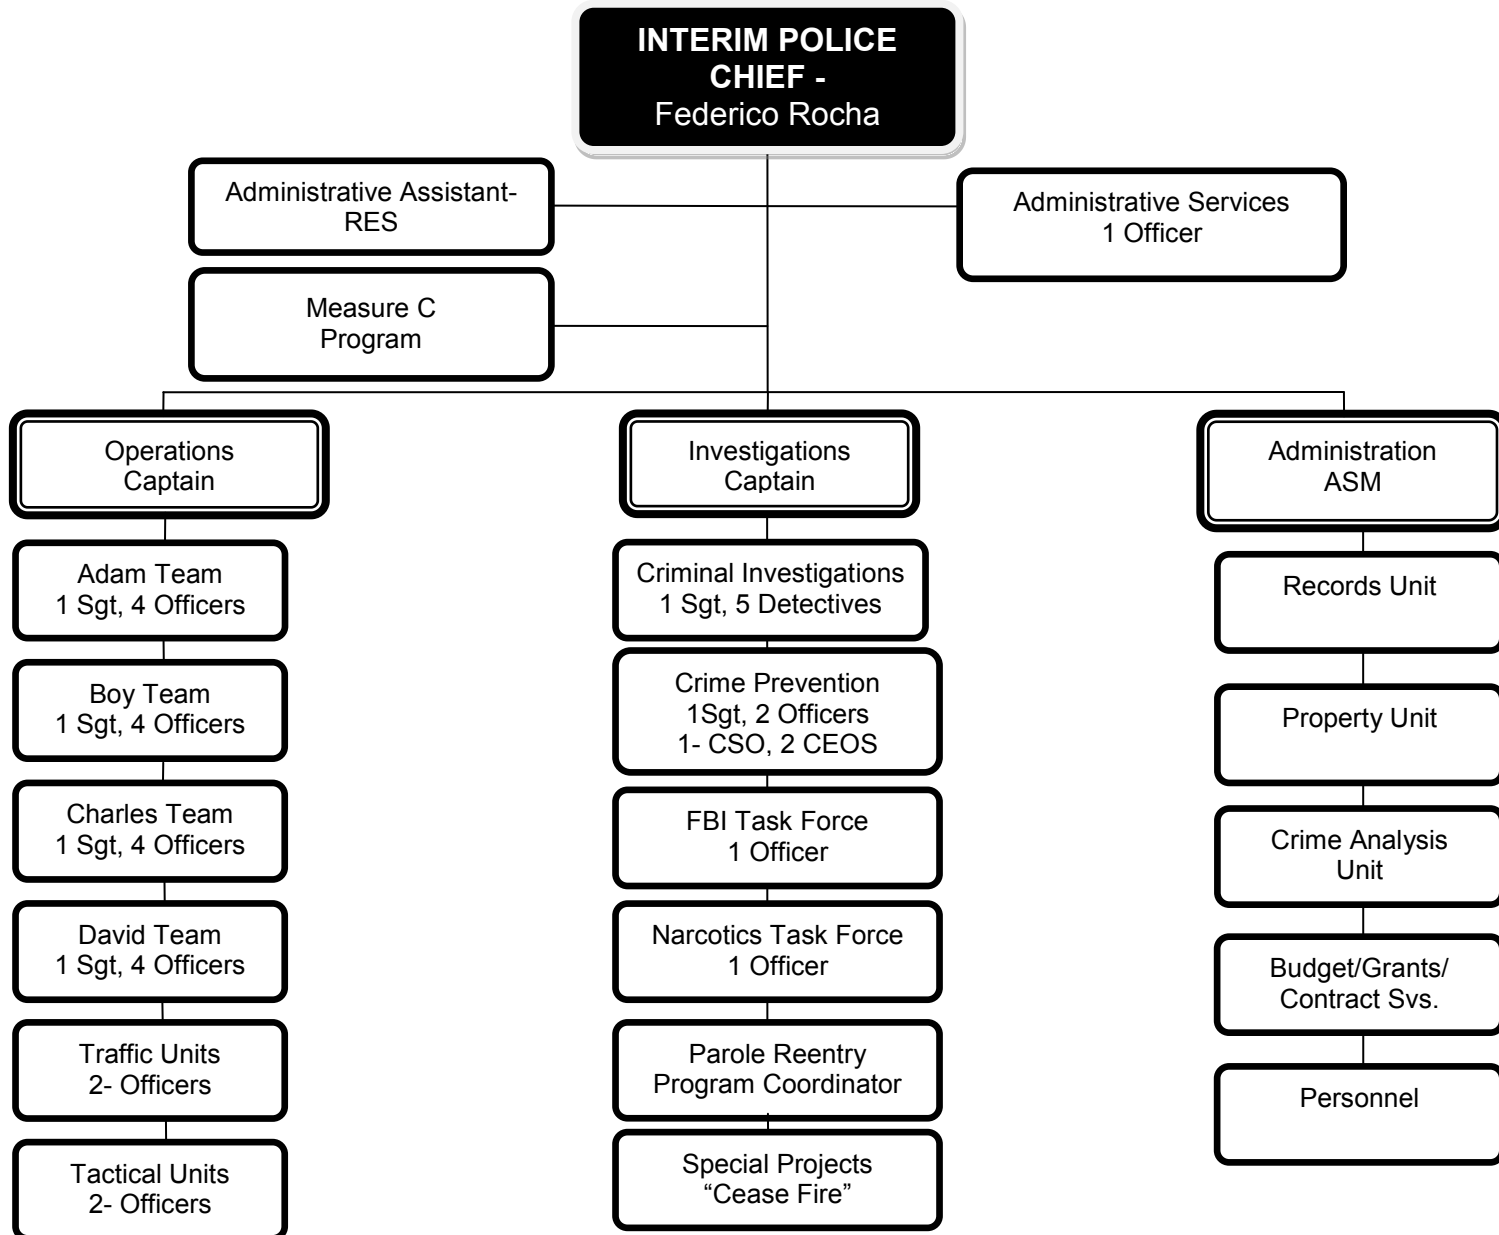 INTERIM POLICE
CHIEF -
Federico Rocha
Administrative Assistant-
RES
Administrative Services
1 Officer
Measure C
Program
Operations
Captain
Adam Team
1 Sgt, 4 Officers
Boy Team
1 Sgt, 4 Officers
Charles Team
1 Sgt, 4 Officers
David Team
1 Sgt, 4 Officers
Traffic Units
2- Officers
Tactical Units
2- Officers
Investigations
Captain
Criminal Investigations
1 Sgt, 5 Detectives
Crime Prevention
1Sgt, 2 Officers
1- CSO, 2 CEOS
FBI Task Force
1 Officer
Narcotics Task Force
1 Officer
Parole Reentry
Program Coordinator
Special Projects
“Cease Fire”
Administration
ASM
Records Unit
Property Unit
Crime Analysis
Unit
Budget/Grants/
Contract Svs.
Personnel